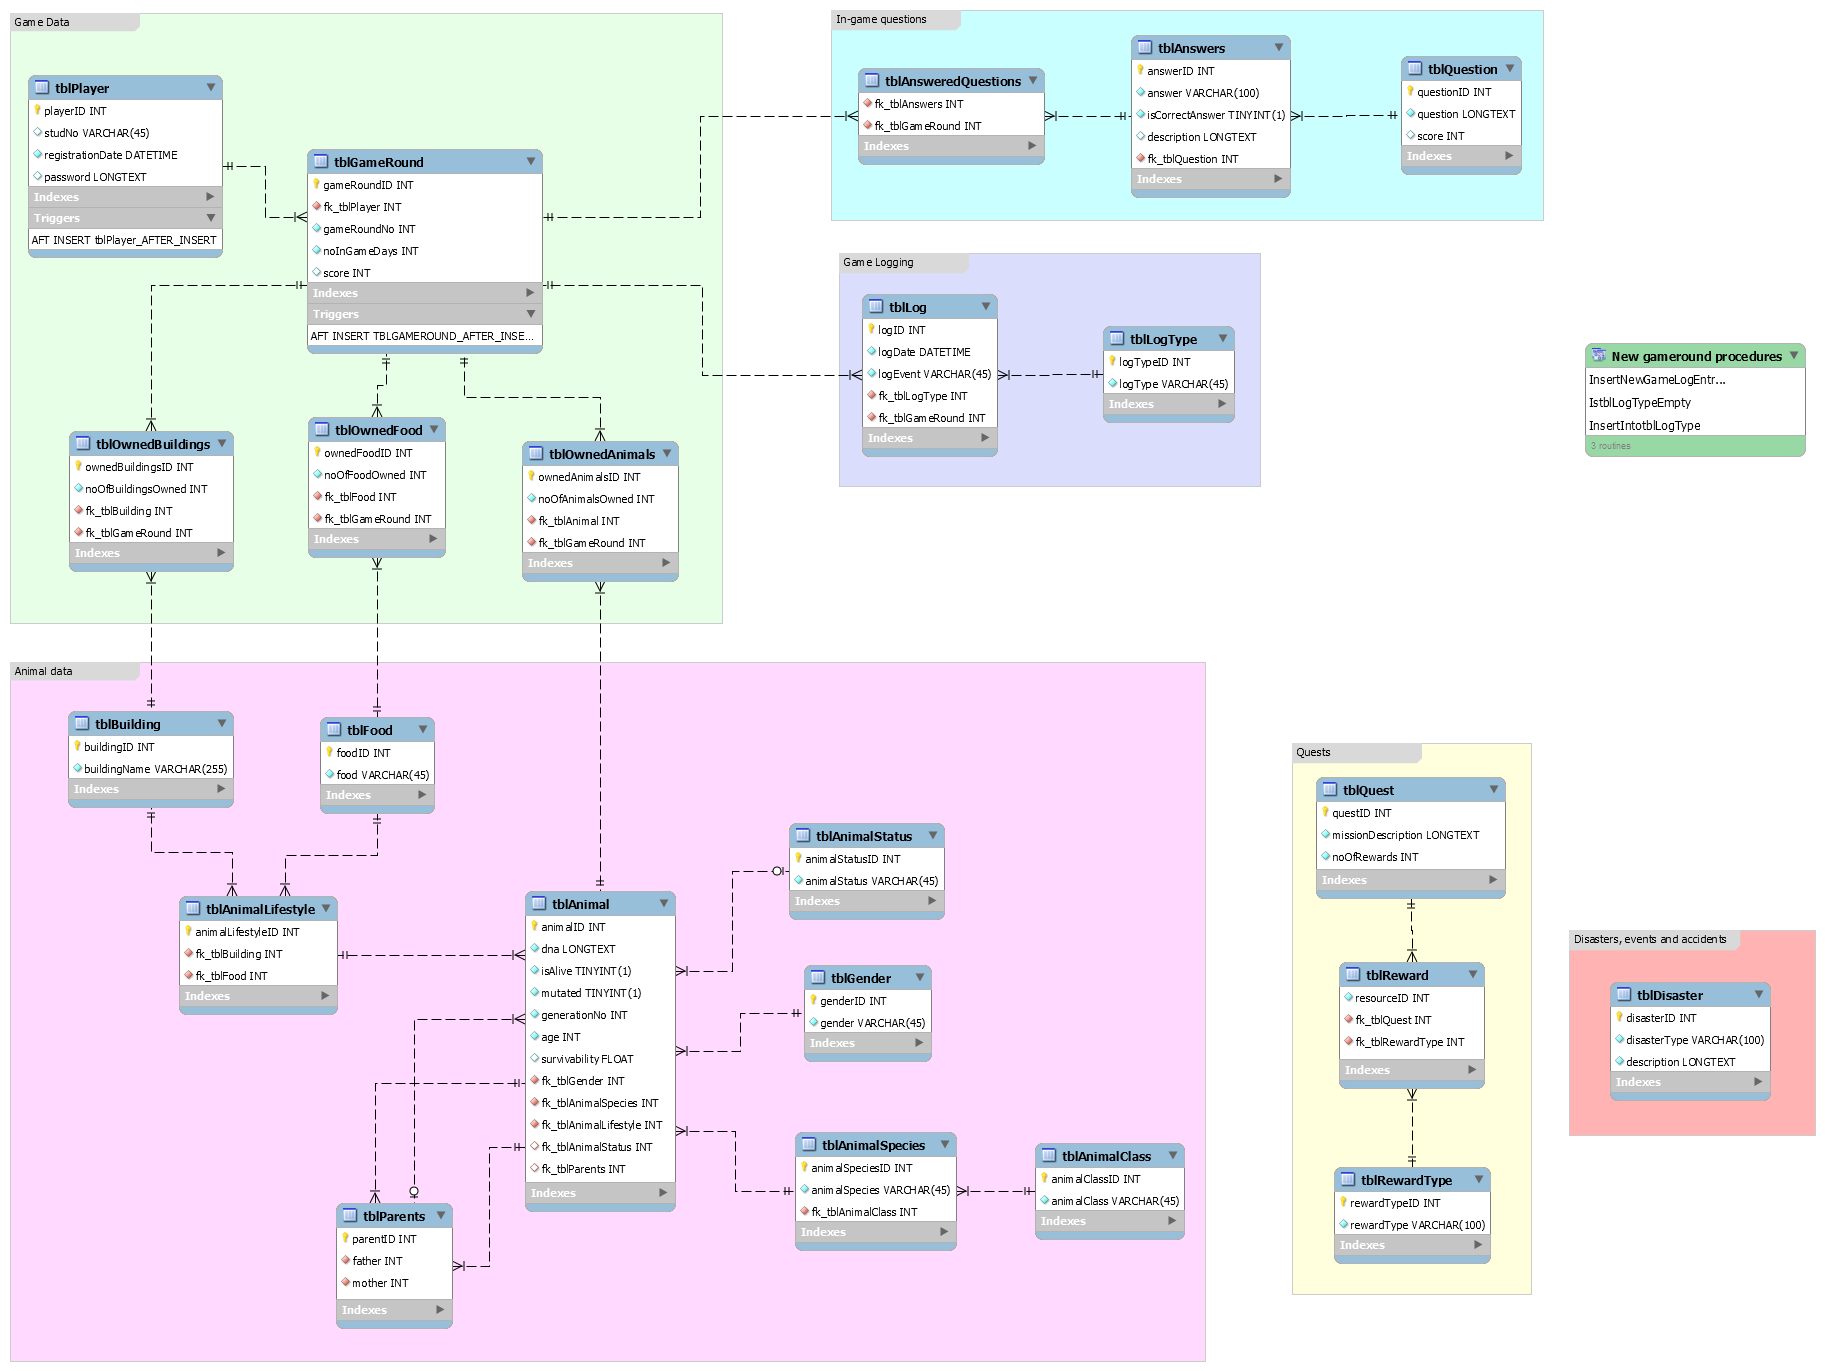 Game Data
tblPlayer
playerID INT
studNo VARCHAR(45)
registrationDate DATETIME
password LONGTEXT
Indexes
Triggers
AFT INSERT tblPlayer_AFTER_INSERT
tblGameRound
gameRoundID INT
fk_tblPlayer INT
gameRoundNo INT
noInGameDays INT
score INT
Indexes
Triggers
AFT INSERT TBLGAMEROUND_AFTER_INSE...
tblOwnedBuildings
ownedBuildingsID INT
noOfBuildingsOwned INT
fk_tblBuilding INT
fk_tblGameRound INT
Indexes
tblOwnedFood
ownedFoodID INT
noOfFoodOwned INT
fk_tblFood INT
fk_tblGameRound INT
Indexes
tblOwnedAnimals
ownedAnimalsID INT
noOfAnimalsOwned INT
fk_tblAnimal INT
fk_tblGameRound INT
Indexes
In-game questions
tblAnsweredQuestions
fk_tblAnswers INT
fk_tblGameRound INT
Indexes
tblAnswers
answerID INT
answer VARCHAR(100)
isCorrectAnswer TINYINT(1)
description LONGTEXT
fk_tblQuestion INT
Indexes
tblQuestion
questionID INT
question LONGTEXT
score INT
Indexes
Game Logging
tblLog
logID INT
logDate DATETIME
logEvent VARCHAR(45)
fk_tblLogType INT
fk_tblGameRound INT
Indexes
tblLogType
logTypeID INT
logType VARCHAR(45)
Indexes
New gameround procedures
InsertNewGameLogEntr...
IstblLogTypeEmpty
InsertIntotblLogType
3 routines
Animal data
tblBuilding
buildingID INT
buildingName VARCHAR(255)
Indexes
tblFood
foodID INT
food VARCHAR(45)
Indexes
tblAnimalLifestyle
animalLifestyleID INT
fk_tblBuilding INT
fk_tblFood INT
Indexes
tblAnimal
animalID INT
dna LONGTEXT
isAlive TINYINT(1)
mutated TINYINT(1)
generationNo INT
age INT
survivability FLOAT
fk_tblGender INT
fk_tblAnimalSpecies INT
fk_tblAnimalLifestyle INT
fk_tblAnimalStatus INT
fk_tblParents INT
Indexes
tblParents
parentID INT
father INT
mother INT
Indexes
tblAnimalStatus
animalStatusID INT
animalStatus VARCHAR(45)
Indexes
tblGender
genderID INT
gender VARCHAR(45)
Indexes
tblAnimalSpecies
animalSpeciesID INT
animalSpecies VARCHAR(45)
fk_tblAnimalClass INT
Indexes
tblAnimalClass
animalClassID INT
animalClass VARCHAR(45)
Indexes
Quests
tblQuest
questID INT
missionDescription LONGTEXT
noOfRewards INT
Indexes
tblReward
resourceID INT
fk_tblQuest INT
fk_tblRewardType INT
Indexes
tblRewardType
rewardTypeID INT
rewardType VARCHAR(100)
Indexes
Disasters, events and accidents
tblDisaster
disasterID INT
disasterType VARCHAR(100)
description LONGTEXT
Indexes